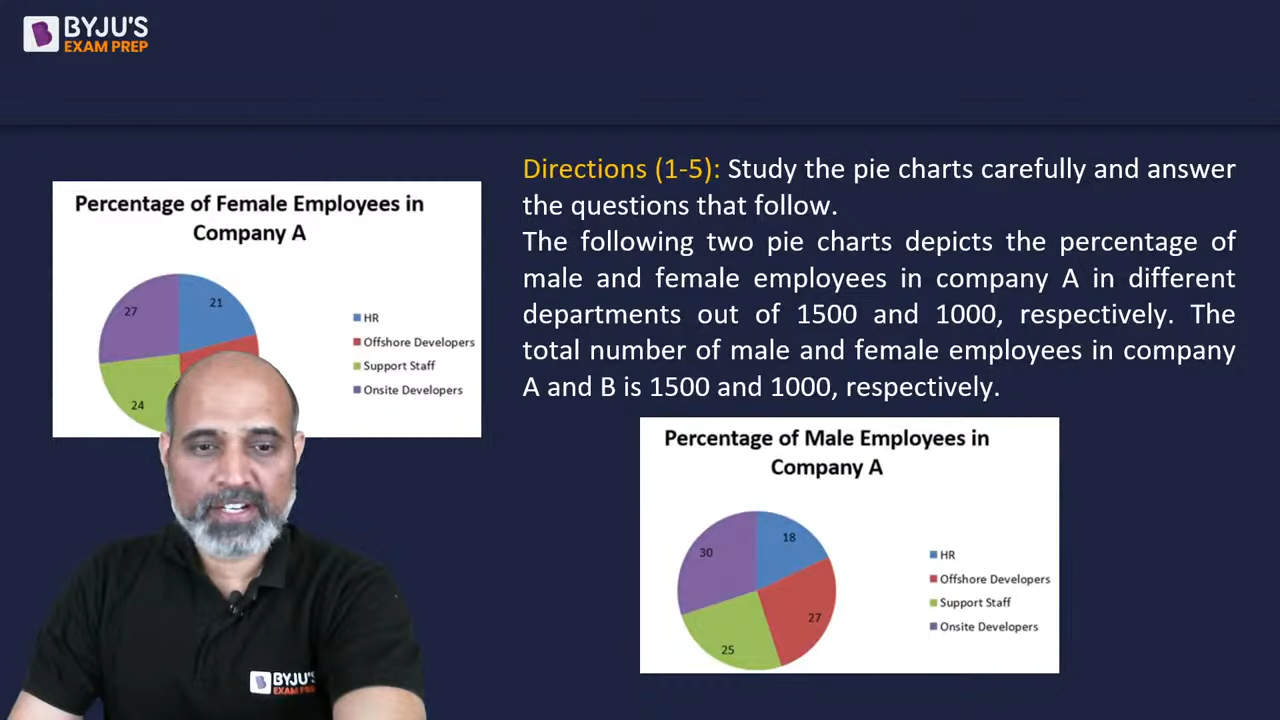 BYJU'S
EXAM PREP
Directions (1-5): Study the pie charts carefully and answer
the questions that follow.
The following two pie charts depicts the percentage of
male and female employees in company A in different
departments out of 1500 and 1000, respectively. The
total number of male and female employees in company
A and B is 1500 and 1000, respectively.
Percentage of Female Employees in
Company A
27
21
24
HR
Offshore Developers
Support Staff
Onsite Developers
Percentage of Male Employees in
Company A
18
30
27
25
HR
Offshore Developers
Support Staff
Onsite Developers
BYJU'S
EXAM PREP